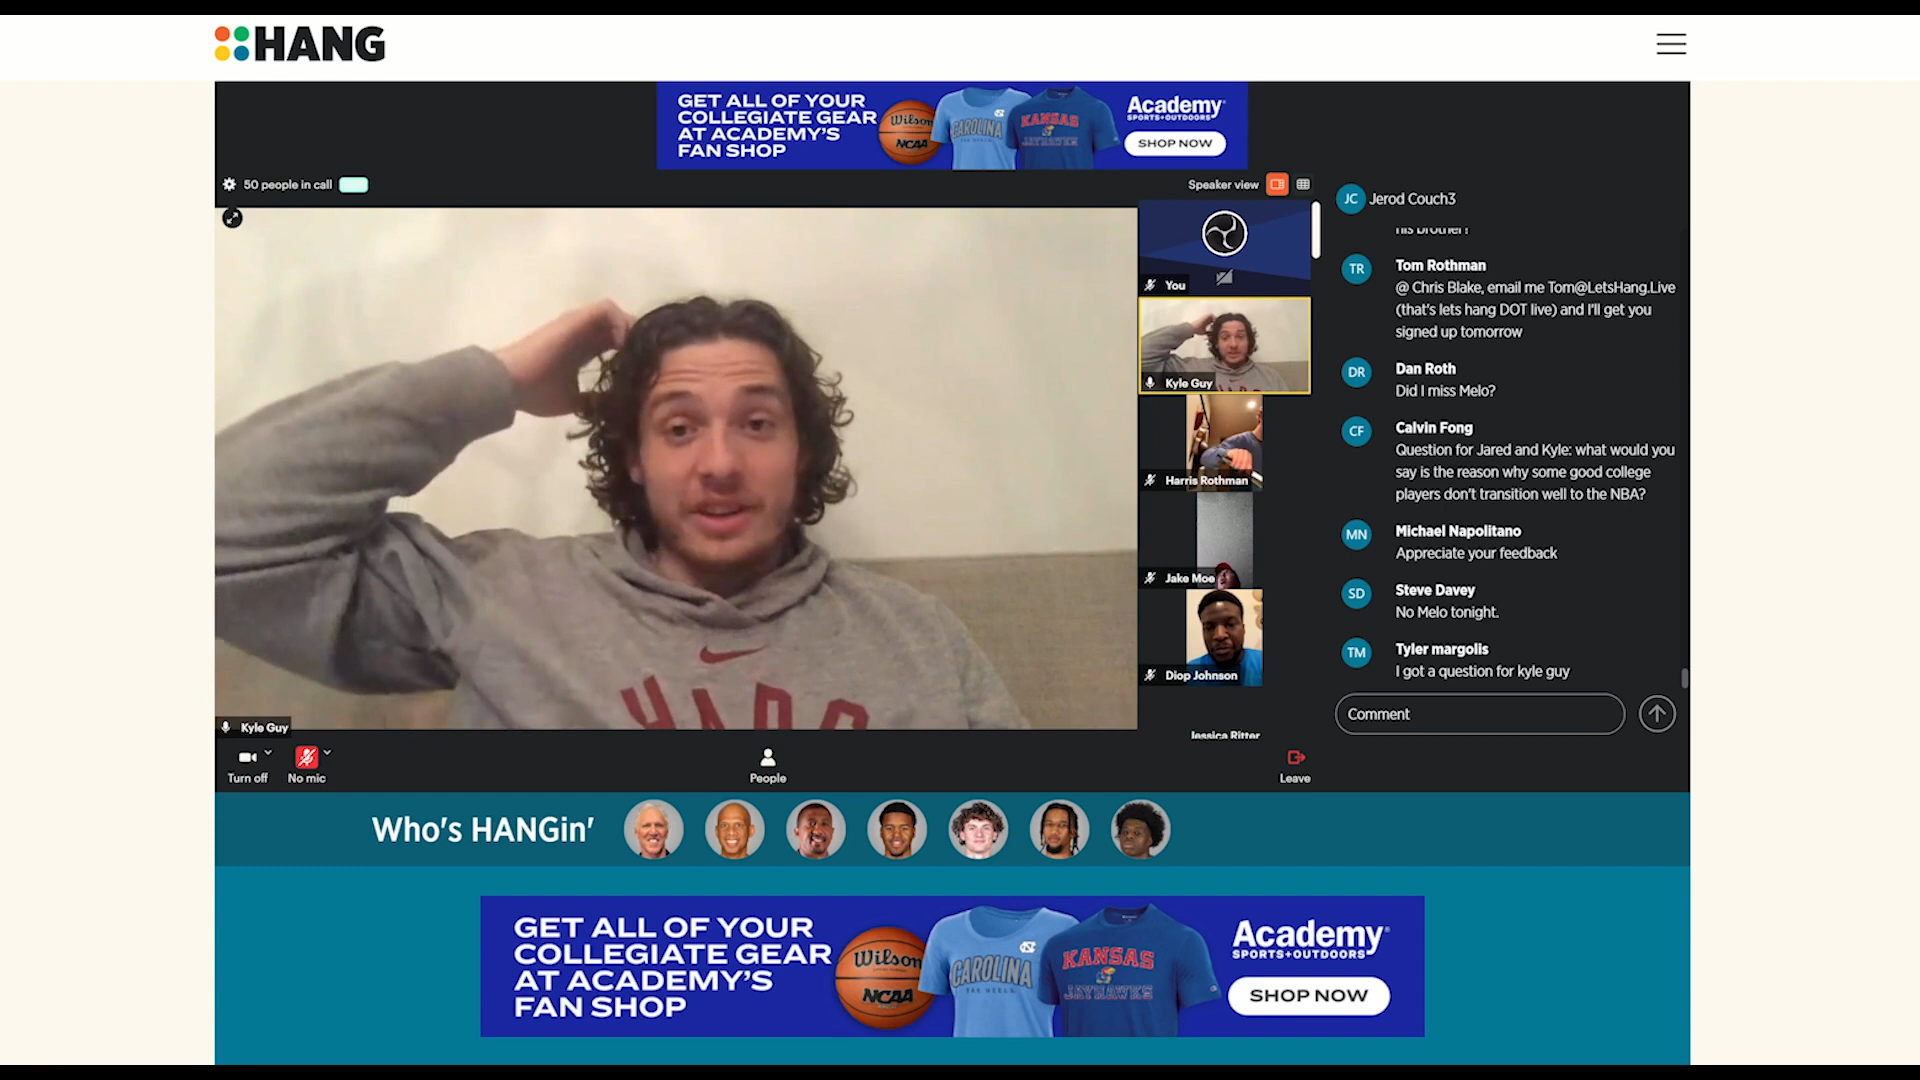 HANG
GET ALL OF YOUR
COLLEGIATE GEAR
AT ACADEMY'S
FAN SHOP
Wilson
NCAA
CAROLINA
TAR HEELS
KANSAS
JAYHAWKS
Academy
SPORTS+OUTDOORS
SHOP NOW
50 people in call
Speaker view
You
Kyle Guy
Harris Rothman
Jake Moe
Diop Johnson
Jessica Ritter
Kyle Guy
Turn off
No mic
People
Leave
JC Jerod Couch3
his brother?
TR Tom Rothman
@ Chris Blake, email me Tom@LetsHang.Live
(that's lets hang DOT live) and I'll get you
signed up tomorrow
DR Dan Roth
Did I miss Melo?
CF Calvin Fong
Question for Jared and Kyle: what would you
say is the reason why some good college
players don't transition well to the NBA?
MN Michael Napolitano
Appreciate your feedback
SD Steve Davey
No Melo tonight.
TM Tyler margolis
I got a question for kyle guy
Comment
Who's HANGin'
GET ALL OF YOUR
COLLEGIATE GEAR
AT ACADEMY'S
FAN SHOP
Wilson
NCAA
CAROLINA
TAR HEELS
KANSAS
JAYHAWKS
Academy
SPORTS+OUTDOORS
SHOP NOW